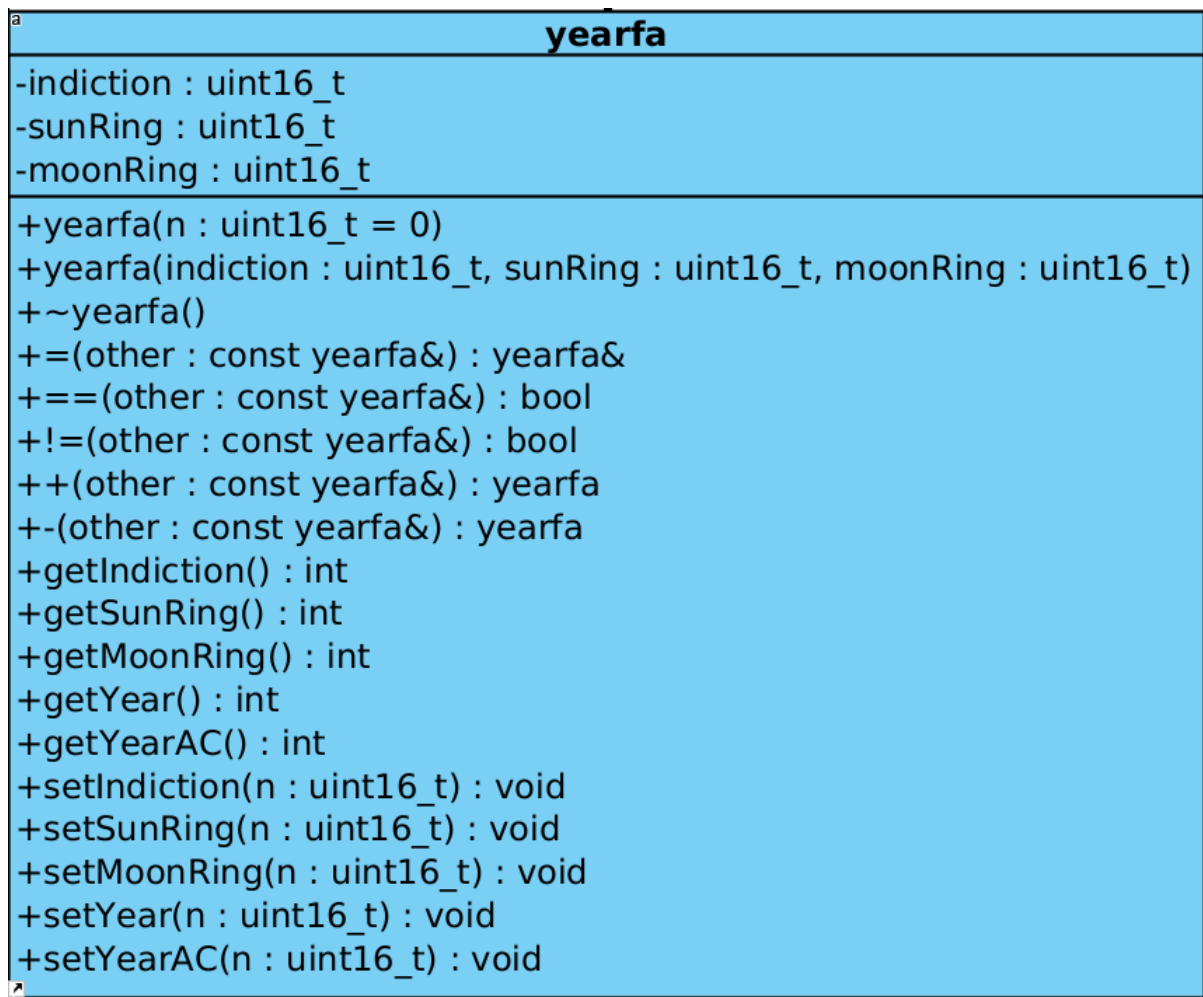 a
yearfa
-indiction : uint16_t
-sunRing : uint16_t
-moonRing : uint16_t
+yearfa(n : uint16_t = 0)
+yearfa(indiction : uint16_t, sunRing : uint16_t, moonRing : uint16_t)
+~yearfa()
+=(other : const yearfa&) : yearfa&
+==(other : const yearfa&) : bool
+!=(other : const yearfa&) : bool
++(other : const yearfa&) : yearfa
+-(other : const yearfa&) : yearfa
+getIndiction() : int
+getSunRing() : int
+getMoonRing() : int
+getYear() : int
+getYearAC() : int
+setIndiction(n : uint16_t) : void
+setSunRing(n : uint16_t) : void
+setMoonRing(n : uint16_t) : void
+setYear(n : uint16_t) : void
+setYearAC(n : uint16_t) : void